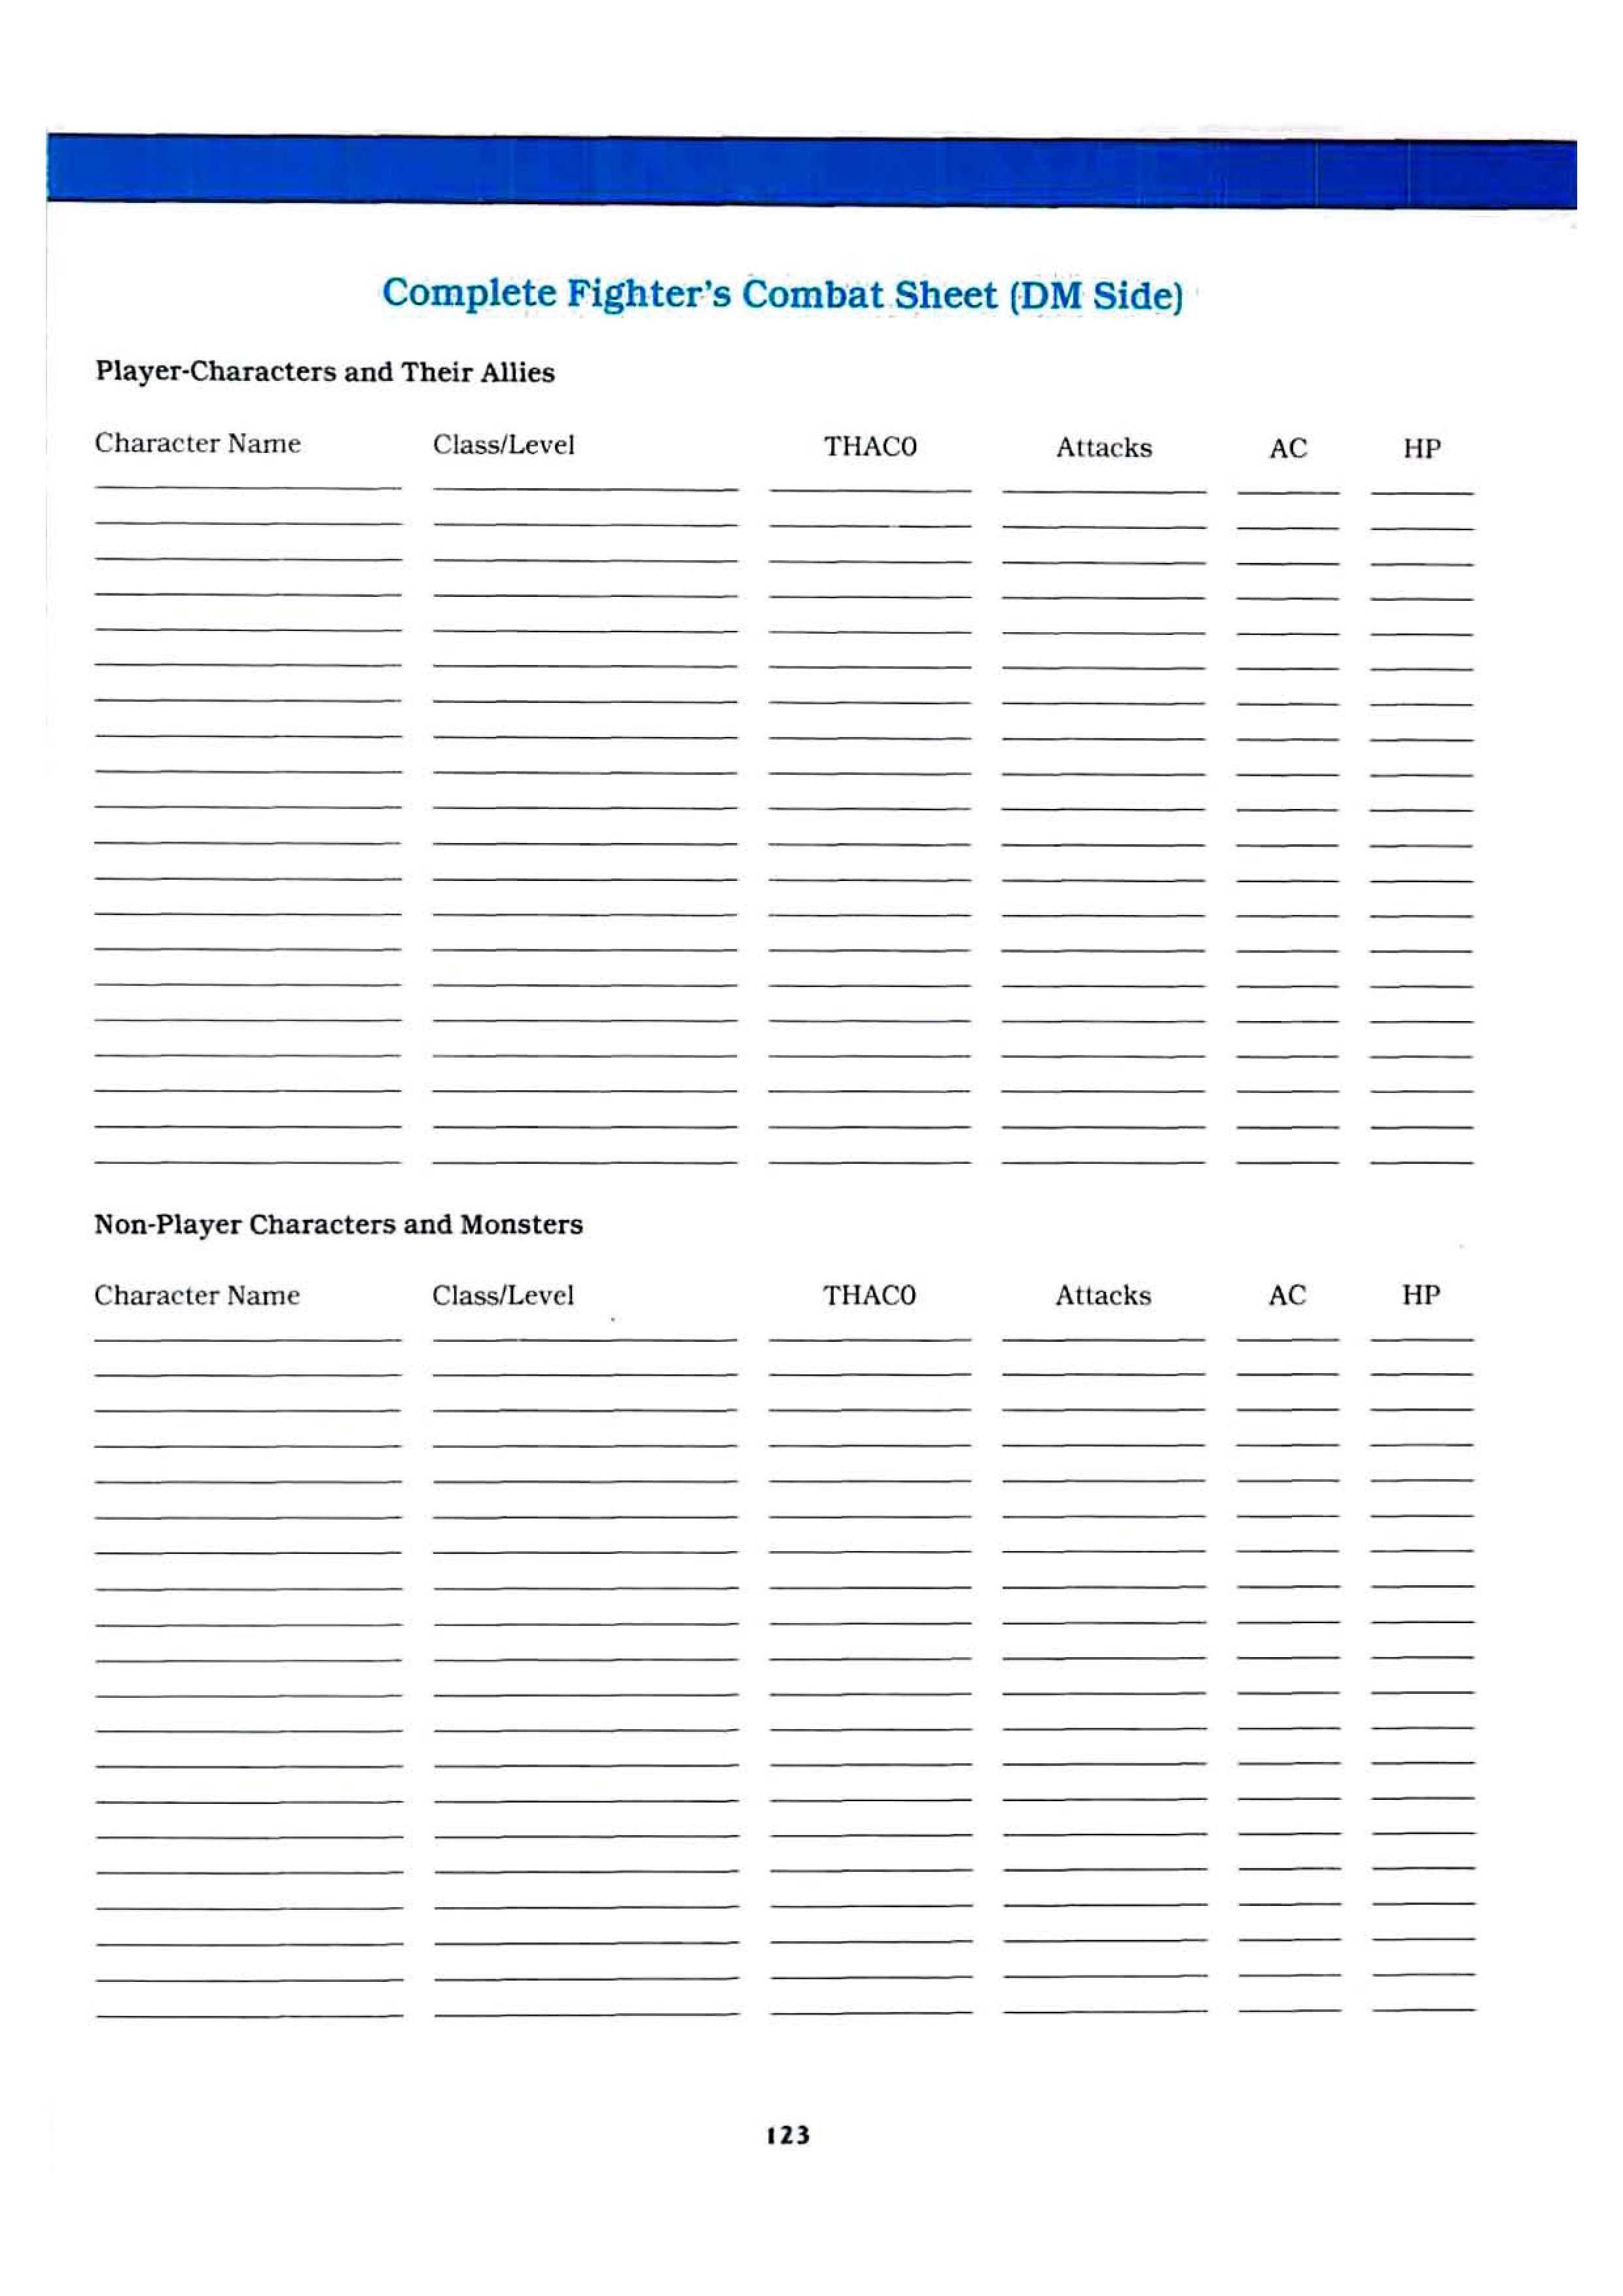 Complete Fighter's Combat Sheet (DM Side)
Player-Characters and Their Allies
Character Name Class/Level THACO Attacks AC HP
Non-Player Characters and Monsters
Character Name Class/Level THACO Attacks AC HP
123